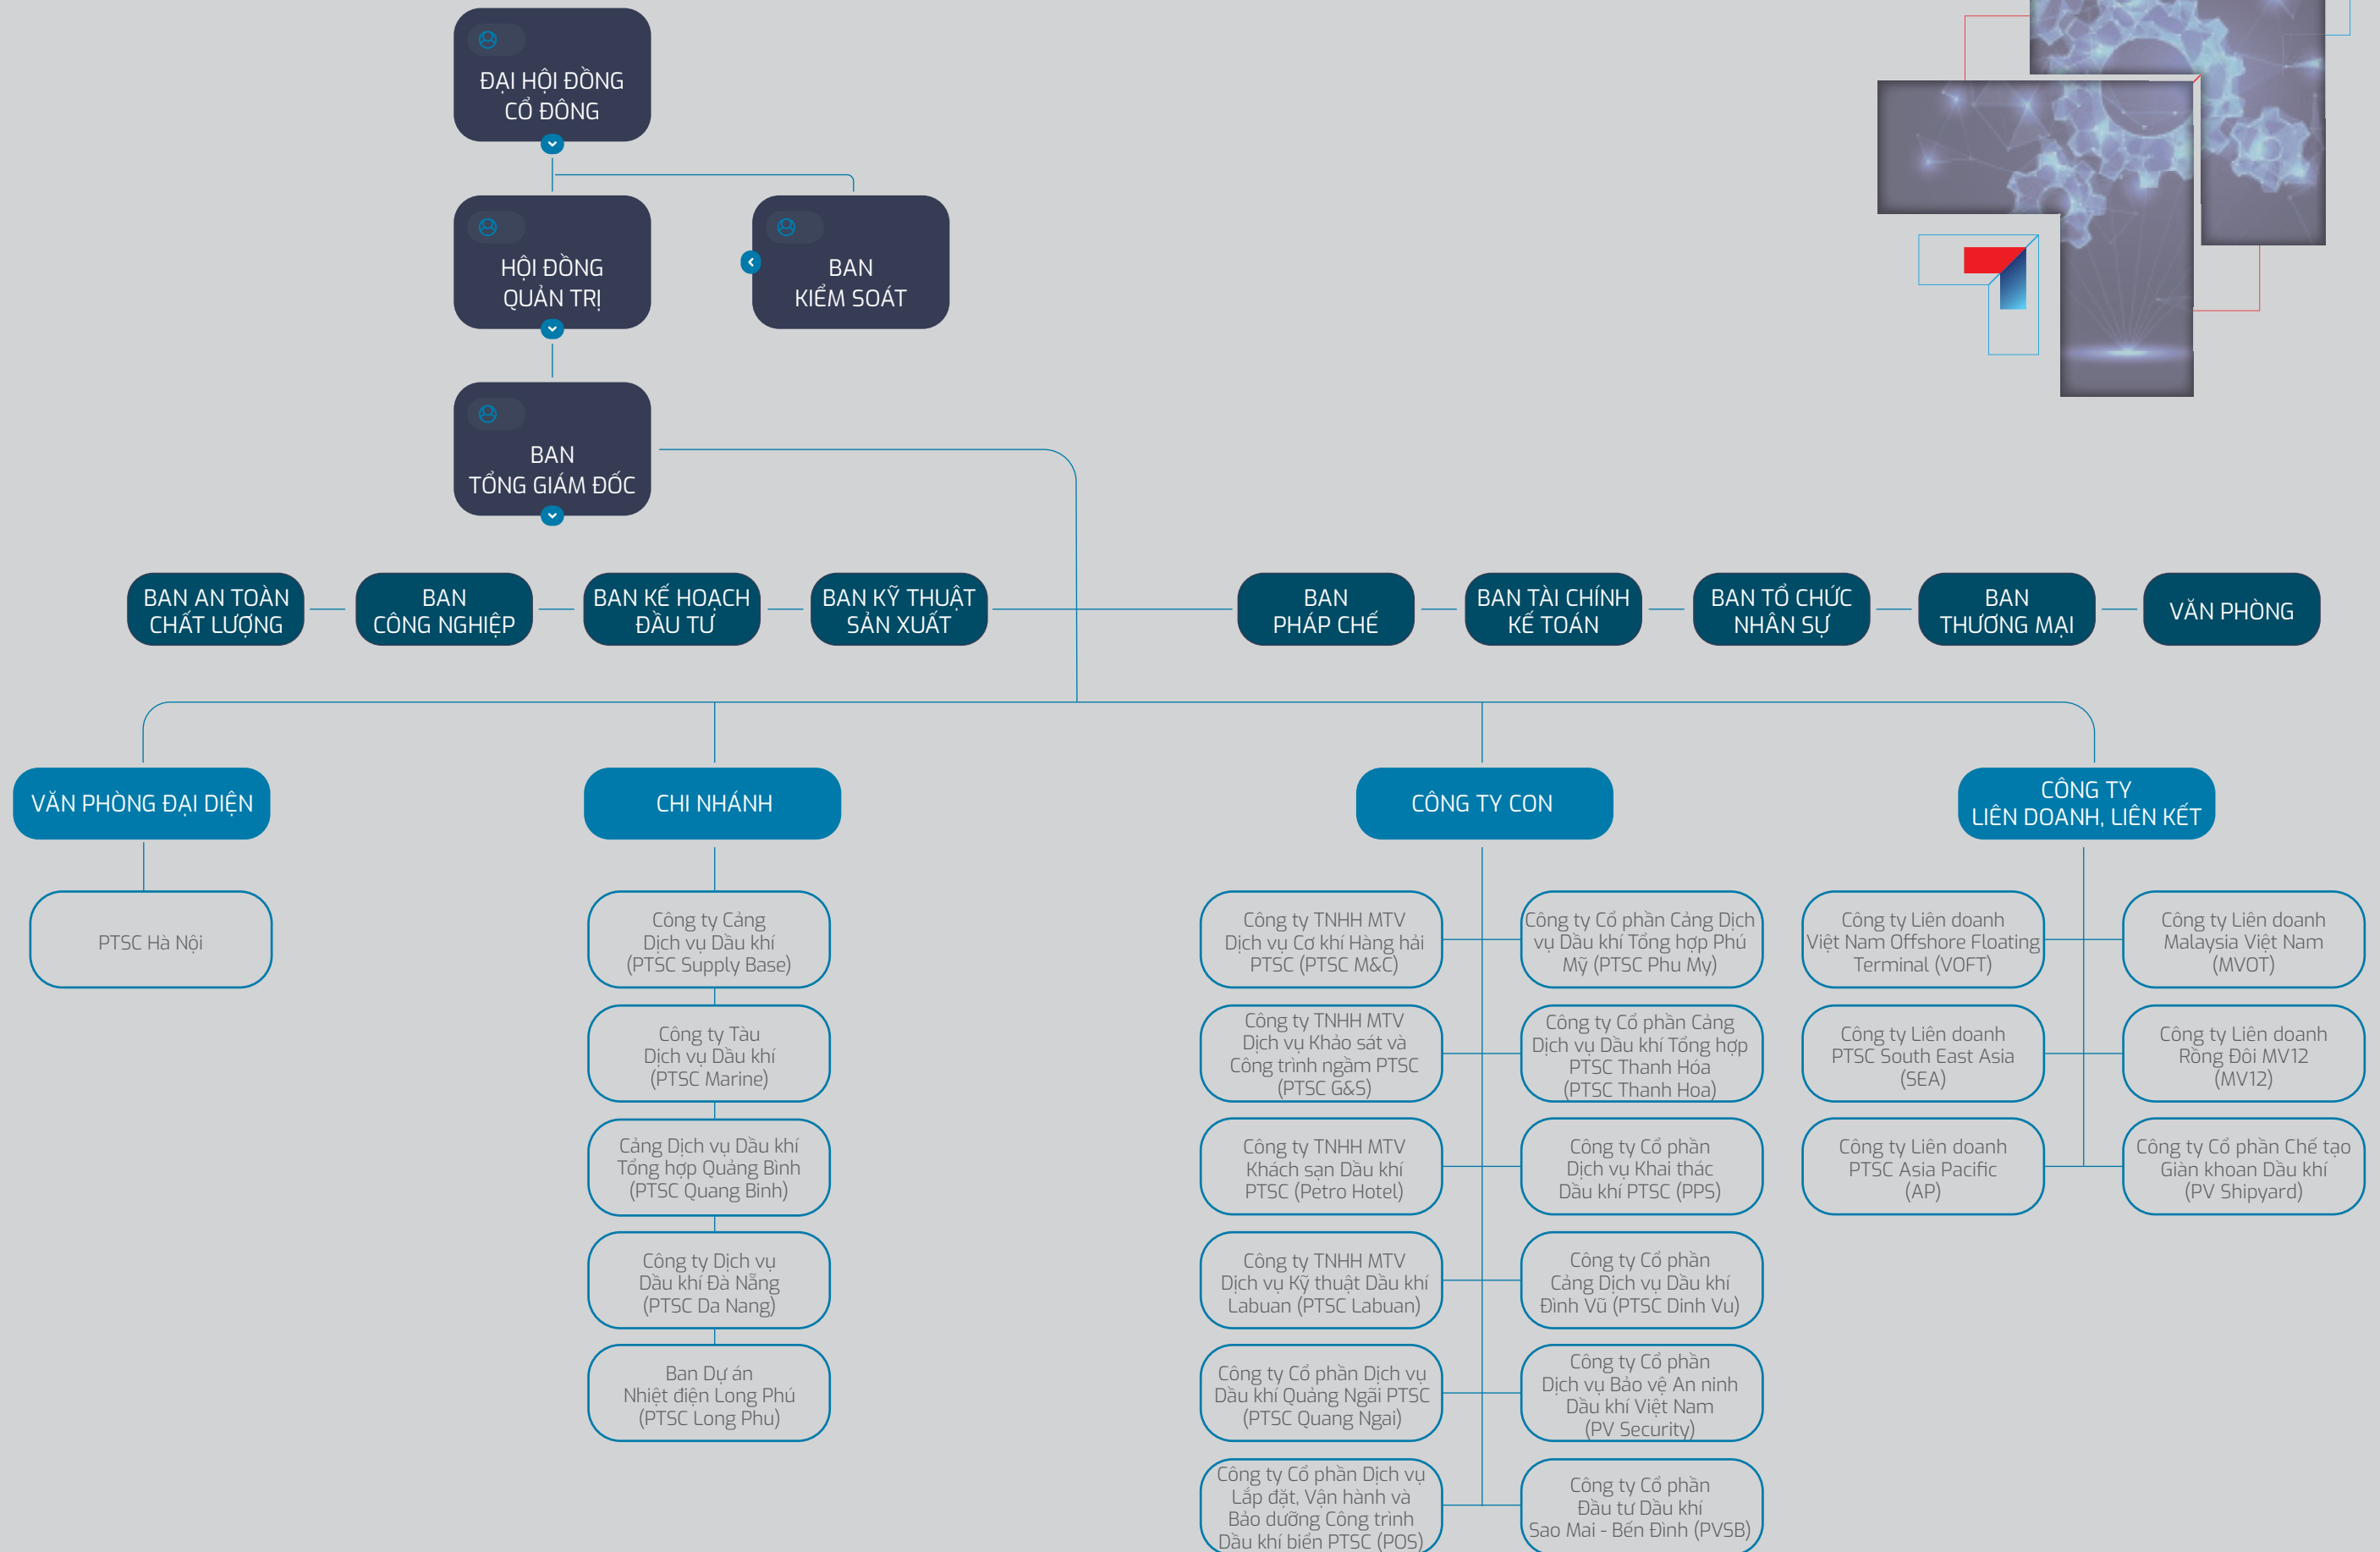 ĐẠI HỘI ĐỒNG
CỔ ĐÔNG
HỘI ĐỒNG
QUẢN TRỊ
BAN
KIỂM SOÁT
BAN
TỔNG GIÁM ĐỐC
BAN AN TOÀN
CHẤT LƯỢNG
BAN
CÔNG NGHIỆP
BAN KẾ HOẠCH
ĐẦU TƯ
BAN KỸ THUẬT
SẢN XUẤT
BAN
PHÁP CHẾ
BAN TÀI CHÍNH
KẾ TOÁN
BAN TỔ CHỨC
NHÂN SỰ
BAN
THƯƠNG MẠI
VĂN PHÒNG
VĂN PHÒNG ĐẠI DIỆN
PTSC Hà Nội
CHI NHÁNH
Công ty Cảng
Dịch vụ Dầu khí
(PTSC Supply Base)
Công ty Tàu
Dịch vụ Dầu khí
(PTSC Marine)
Cảng Dịch vụ Dầu khí
Tổng hợp Quảng Bình
(PTSC Quang Binh)
Công ty Dịch vụ
Dầu khí Đà Nẵng
(PTSC Da Nang)
Ban Dự án
Nhiệt điện Long Phú
(PTSC Long Phu)
CÔNG TY CON
Công ty TNHH MTV
Dịch vụ Cơ khí Hàng hải
PTSC (PTSC M&C)
Công ty Cổ phần Cảng Dịch
vụ Dầu khí Tổng hợp Phú
Mỹ (PTSC Phu My)
Công ty TNHH MTV
Dịch vụ Khảo sát và
Công trình ngầm PTSC
(PTSC G&S)
Công ty Cổ phần Cảng
Dịch vụ Dầu khí Tổng hợp
PTSC Thanh Hóa
(PTSC Thanh Hoa)
Công ty TNHH MTV
Khách sạn Dầu khí
PTSC (Petro Hotel)
Công ty Cổ phần
Dịch vụ Khai thác
Dầu khí PTSC (PPS)
Công ty TNHH MTV
Dịch vụ Kỹ thuật Dầu khí
Labuan (PTSC Labuan)
Công ty Cổ phần
Cảng Dịch vụ Dầu khí
Đình Vũ (PTSC Dinh Vu)
Công ty Cổ phần Dịch vụ
Dầu khí Quảng Ngãi PTSC
(PTSC Quang Ngai)
Công ty Cổ phần
Dịch vụ Bảo vệ An ninh
Dầu khí Việt Nam
(PV Security)
Công ty Cổ phần Dịch vụ
Lắp đặt, Vận hành và
Bảo dưỡng Công trình
Dầu khí biển PTSC (POS)
Công ty Cổ phần
Đầu tư Dầu khí
Sao Mai - Bến Đình (PVSB)
CÔNG TY
LIÊN DOANH, LIÊN KẾT
Công ty Liên doanh
Việt Nam Offshore Floating
Terminal (VOFT)
Công ty Liên doanh
Malaysia Việt Nam
(MVOT)
Công ty Liên doanh
PTSC South East Asia
(SEA)
Công ty Liên doanh
Rồng Đôi MV12
(MV12)
Công ty Liên doanh
PTSC Asia Pacific
(AP)
Công ty Cổ phần Chế tạo
Giàn khoan Dầu khí
(PV Shipyard)